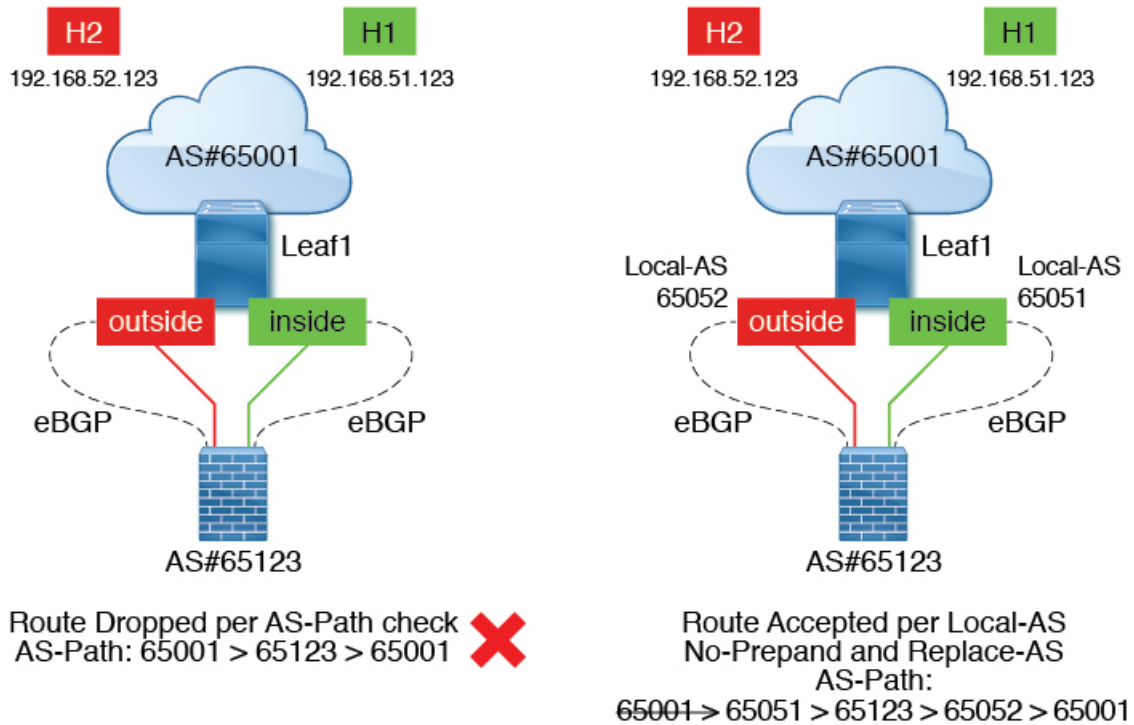 H2
H1
192.168.52.123
192.168.51.123
AS#65001
Leaf1
outside
inside
eBGP
eBGP
AS#65123
Route Dropped per AS-Path check
AS-Path: 65001 > 65123 > 65001
H2
H1
192.168.52.123
192.168.51.123
AS#65001
Leaf1
Local-AS
65052
Local-AS
65051
outside
inside
eBGP
eBGP
AS#65123
Route Accepted per Local-AS
No-Prepand and Replace-AS
AS-Path:
65001 > 65051 > 65123 > 65052 > 65001